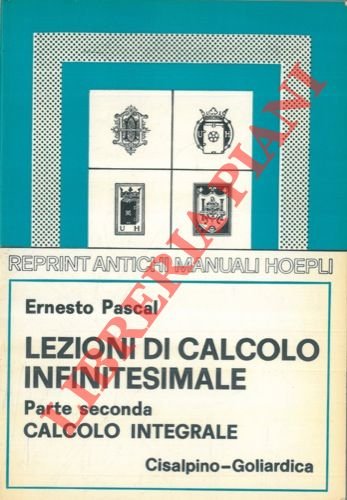 REPRINT ANTICHI MANUALI HOEPLI
Ernesto Pascal
LEZIONI DI CALCOLO
INFINITESIMALE
Parte seconda
CALCOLO INTEGRALE
Cisalpino-Goliardica
LIBRERIA PIANI
U H